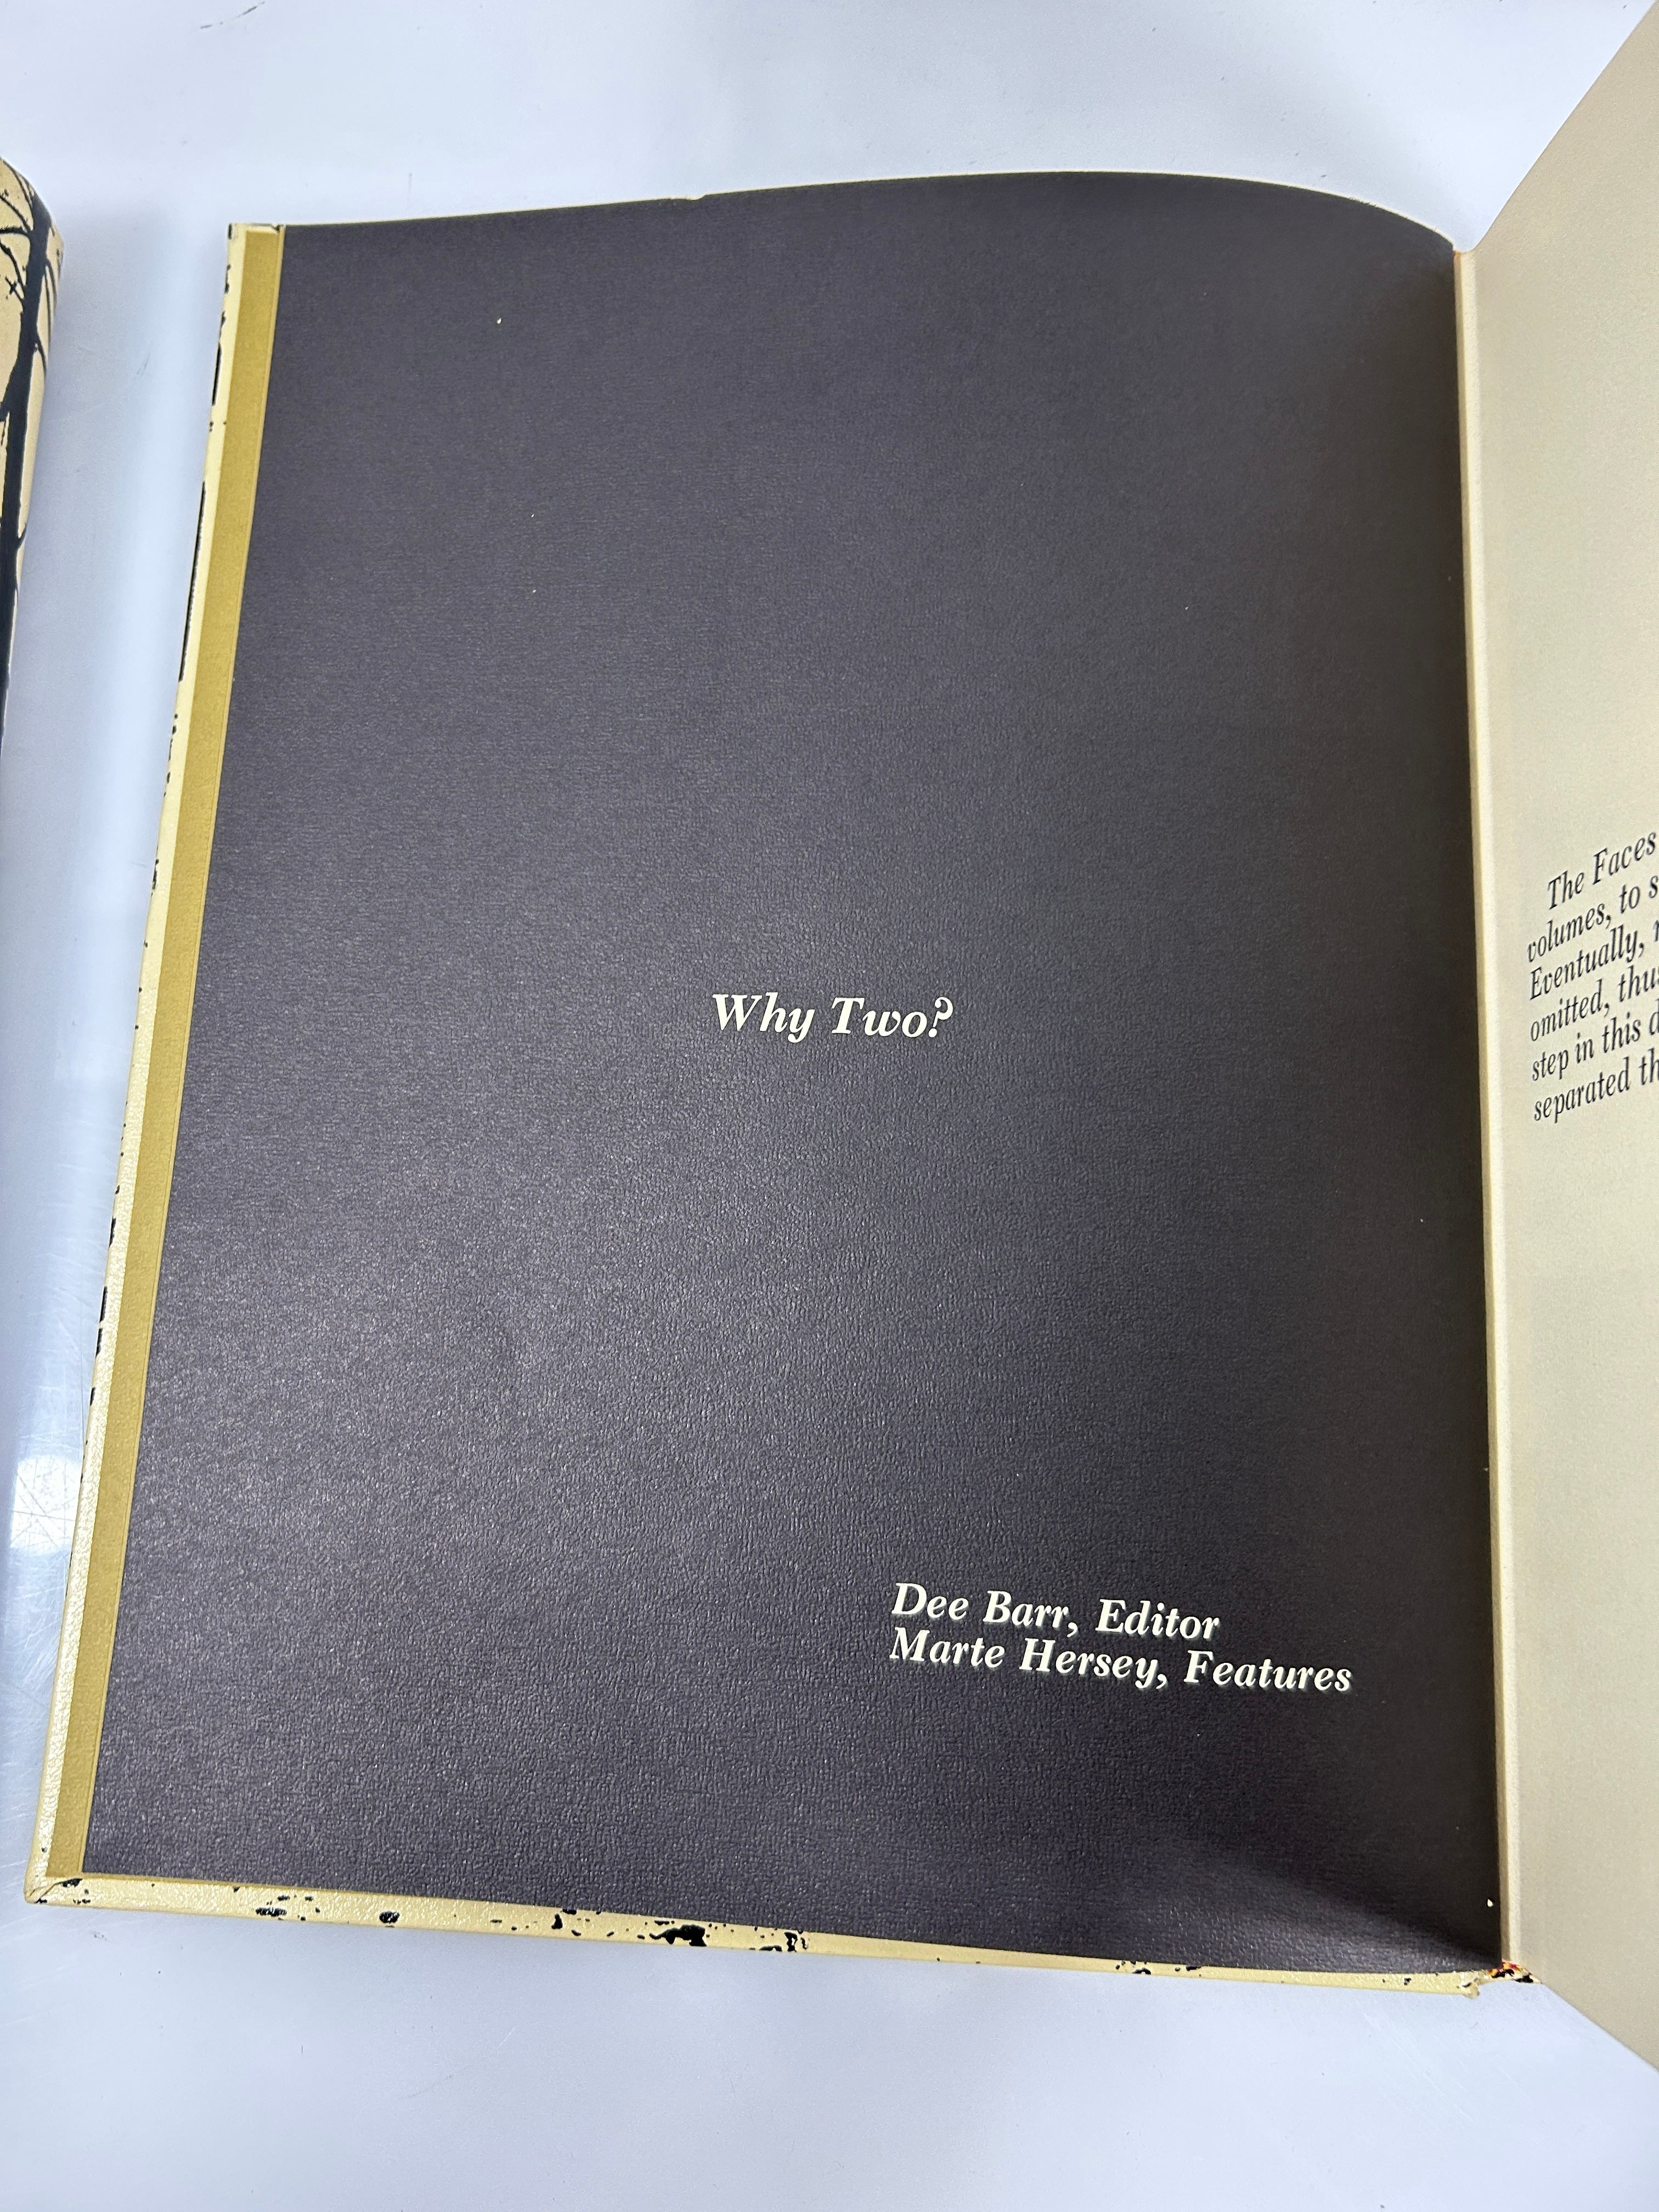 Why Two?
Dee Barr, Editor
Marte Hersey, Features
The Faces
volumes, to s
Eventually,
omitted, thus
step in this d
separated th